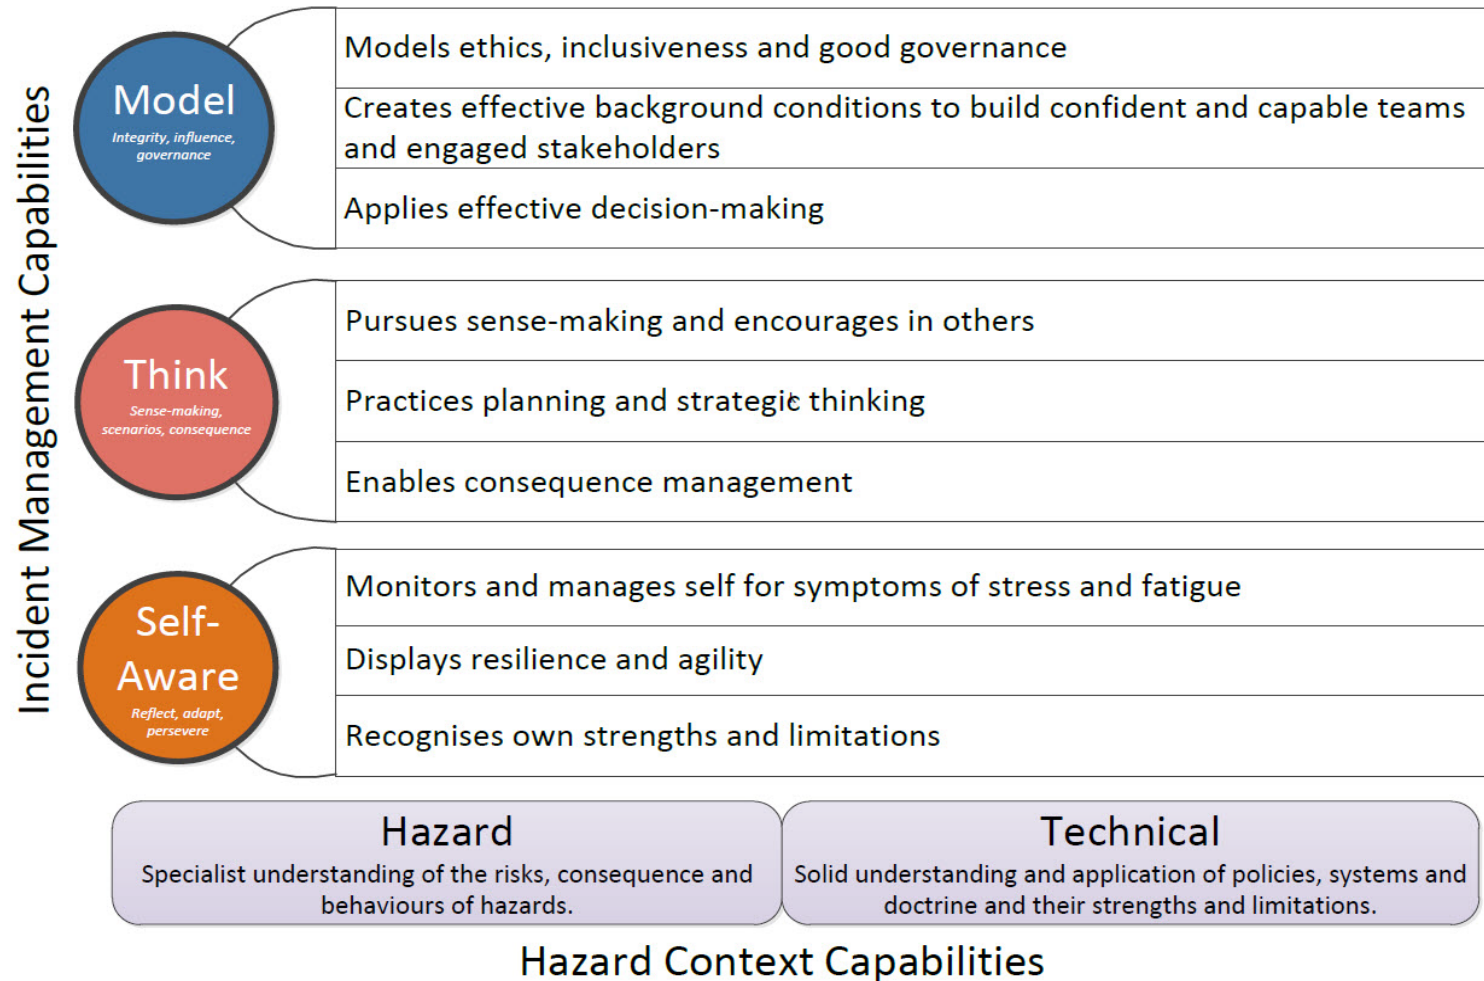 Incident Management Capabilities
Model
Integrity, influence,
governance
Models ethics, inclusiveness and good governance
Creates effective background conditions to build confident and capable teams
and engaged stakeholders
Applies effective decision-making
Think
Sense-making,
scenarios, consequence
Pursues sense-making and encourages in others
Practices planning and strategic thinking
Enables consequence management
Self-
Aware
Reflect, adapt,
persevere
Monitors and manages self for symptoms of stress and fatigue
Displays resilience and agility
Recognises own strengths and limitations
Hazard
Specialist understanding of the risks, consequence and
behaviours of hazards.
Technical
Solid understanding and application of policies, systems and
doctrine and their strengths and limitations.
Hazard Context Capabilities